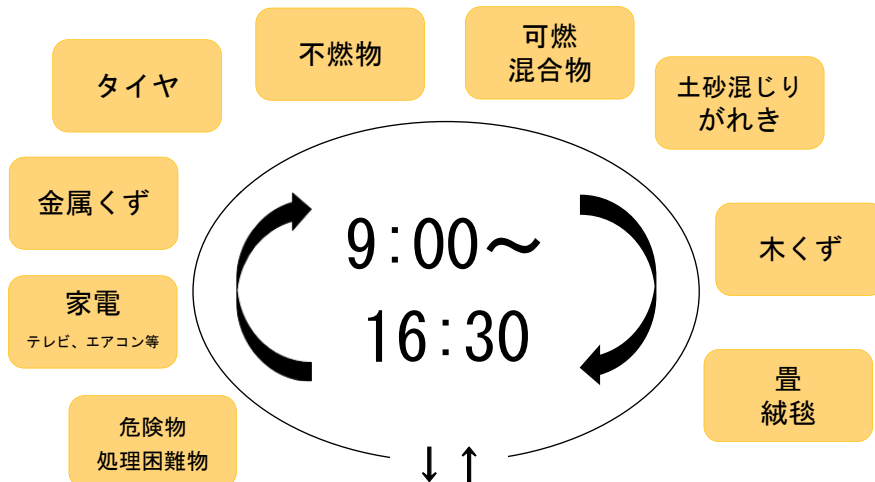 不燃物
可燃
混合物
タイヤ
土砂混じり
がれき
金属くず
9:00～
16:30
木くず
家電
テレビ、エアコン等
畳
絨毯
危険物
処理困難物
↓↑